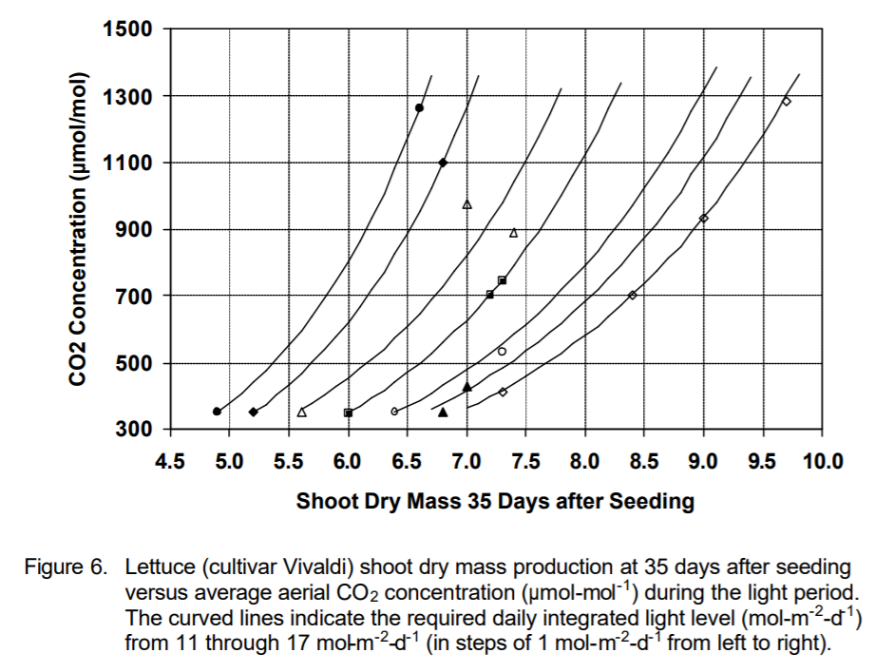 1500
1300
1100
900
700
500
300
CO2 Concentration (µmol/mol)
4.5 5.0 5.5 6.0 6.5 7.0 7.5 8.0 8.5 9.0 9.5 10.0
Shoot Dry Mass 35 Days after Seeding
Figure 6. Lettuce (cultivar Vivaldi) shoot dry mass production at 35 days after seeding
versus average aerial CO2 concentration (µmol-mol-1) during the light period.
The curved lines indicate the required daily integrated light level (mol-m-2-d-1)
from 11 through 17 mol-m-2-d-1 (in steps of 1 mol-m-2-d-1 from left to right).